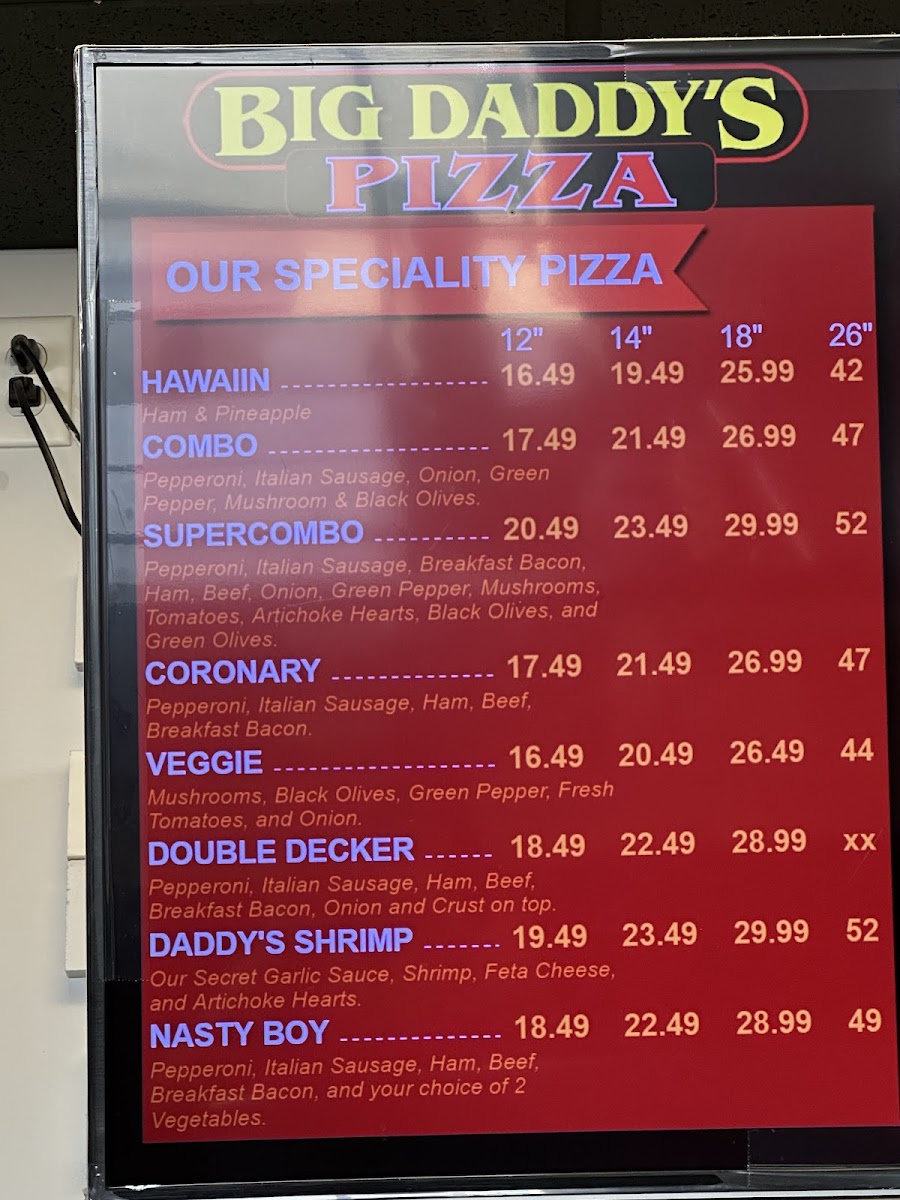 BIG DADDY'S
PIZZA
OUR SPECIALITY PIZZA
12" 14" 18" 26"
HAWAIIN ------------------ 16.49 19.49 25.99 42
Ham & Pineapple
COMBO ------------------- 17.49 21.49 26.99 47
Pepperoni, Italian Sausage, Onion, Green
Pepper, Mushroom & Black Olives.
SUPERCOMBO ---------- 20.49 23.49 29.99 52
Pepperoni, Italian Sausage, Breakfast Bacon,
Ham, Beef, Onion, Green Pepper, Mushrooms,
Tomatoes, Artichoke Hearts, Black Olives, and
Green Olives.
CORONARY -------------- 17.49 21.49 26.99 47
Pepperoni, Italian Sausage, Ham, Beef,
Breakfast Bacon.
VEGGIE ------------------- 16.49 20.49 26.49 44
Mushrooms, Black Olives, Green Pepper, Fresh
Tomatoes, and Onion.
DOUBLE DECKER ------ 18.49 22.49 28.99 xx
Pepperoni, Italian Sausage, Ham, Beef,
Breakfast Bacon, Onion and Crust on top.
DADDY'S SHRIMP ------- 19.49 23.49 29.99 52
Our Secret Garlic Sauce, Shrimp, Feta Cheese,
and Artichoke Hearts.
NASTY BOY -------------- 18.49 22.49 28.99 49
Pepperoni, Italian Sausage, Ham, Beef,
Breakfast Bacon, and your choice of 2
Vegetables.